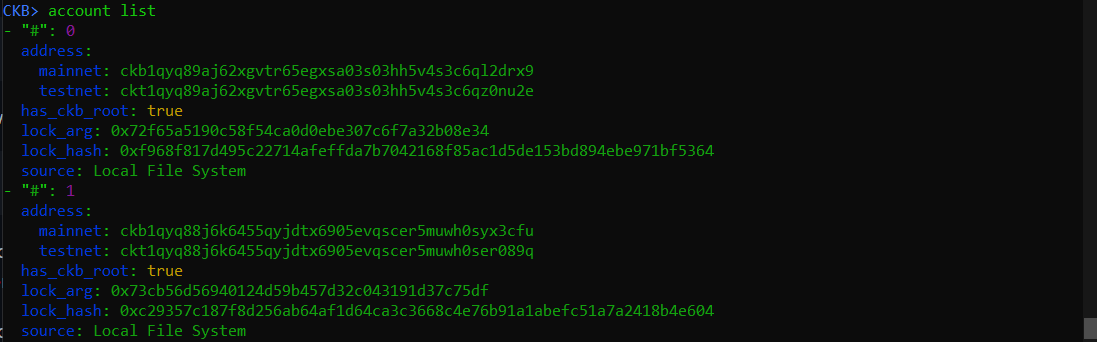 CKB> account list
- "#": 0
address:
mainnet: ckb1qyq89aj62xgvtr65egxsa03s03hh5v4s3c6ql2drx9
testnet: ckt1qyq89aj62xgvtr65egxsa03s03hh5v4s3c6qz0nu2e
has_ckb_root: true
lock_arg: 0x72f65a5190c58f54ca0d0ebe307c6f7a32b08e34
lock_hash: 0xf968f817d495c22714afeffda7b7042168f85ac1d5de153bd894ebe971bf5364
source: Local File System
- "#": 1
address:
mainnet: ckb1qyq88j6k6455qyjdtx6905evqscer5muwh0syx3cfu
testnet: ckt1qyq88j6k6455qyjdtx6905evqscer5muwh0ser089q
has_ckb_root: true
lock_arg: 0x73cb56d56940124d59b457d32c043191d37c75df
lock_hash: 0xc29357c187f8d256ab64af1d64ca3c3668c4e76b91a1abefc51a7a2418b4e604
source: Local File System